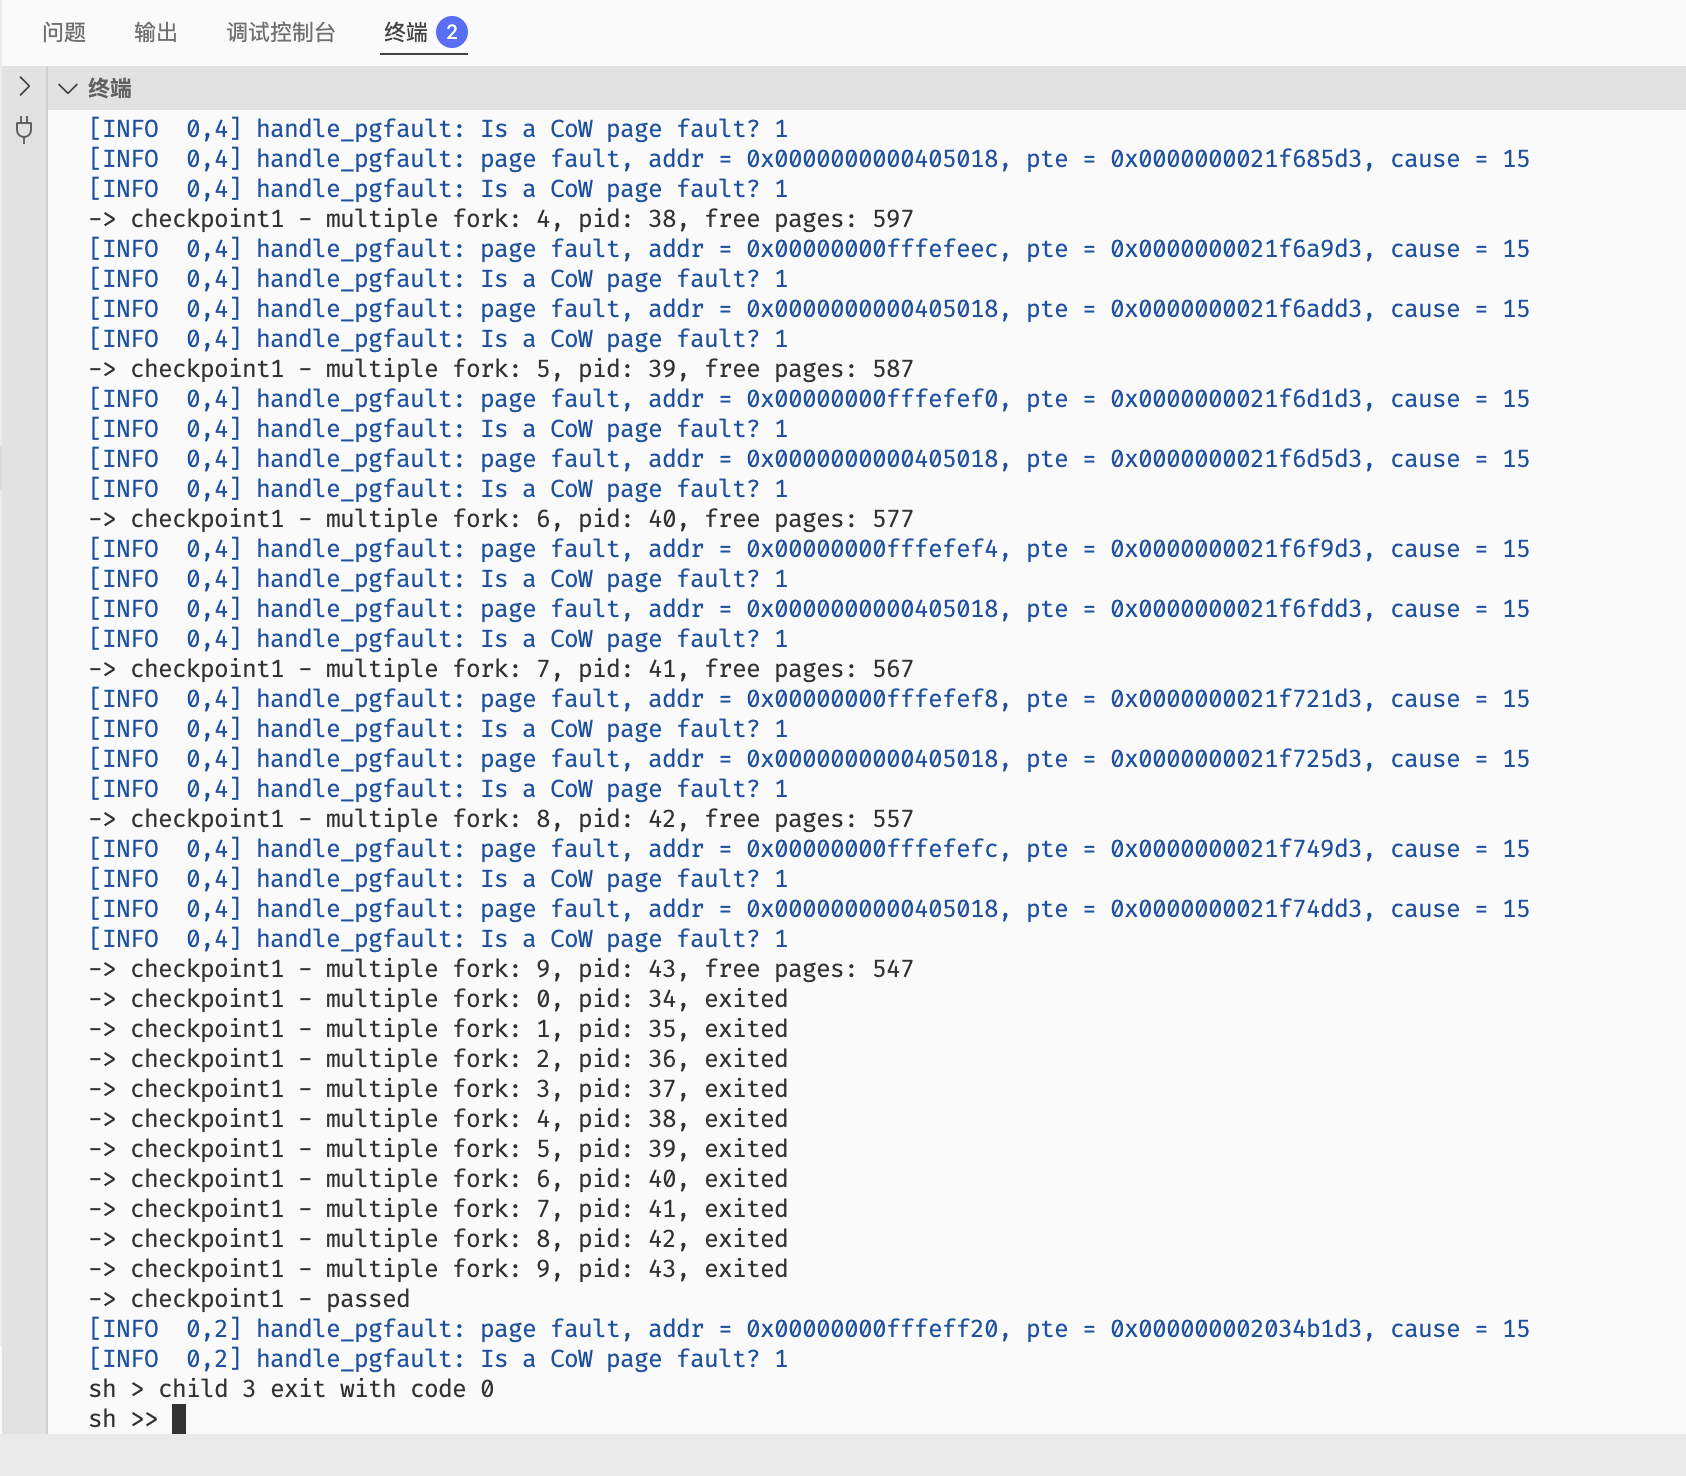 问题 输出 调试控制台 终端 2
终端
[INFO  0,4] handle_pgfault: Is a CoW page fault? 1
[INFO  0,4] handle_pgfault: page fault, addr = 0x0000000000405018, pte = 0x0000000021f685d3, cause = 15
[INFO  0,4] handle_pgfault: Is a CoW page fault? 1
-> checkpoint1 - multiple fork: 4, pid: 38, free pages: 597
[INFO  0,4] handle_pgfault: page fault, addr = 0x00000000fffefeec, pte = 0x0000000021f6a9d3, cause = 15
[INFO  0,4] handle_pgfault: Is a CoW page fault? 1
[INFO  0,4] handle_pgfault: page fault, addr = 0x0000000000405018, pte = 0x0000000021f6add3, cause = 15
[INFO  0,4] handle_pgfault: Is a CoW page fault? 1
-> checkpoint1 - multiple fork: 5, pid: 39, free pages: 587
[INFO  0,4] handle_pgfault: page fault, addr = 0x00000000fffefef0, pte = 0x0000000021f6d1d3, cause = 15
[INFO  0,4] handle_pgfault: Is a CoW page fault? 1
[INFO  0,4] handle_pgfault: page fault, addr = 0x0000000000405018, pte = 0x0000000021f6d5d3, cause = 15
[INFO  0,4] handle_pgfault: Is a CoW page fault? 1
-> checkpoint1 - multiple fork: 6, pid: 40, free pages: 577
[INFO  0,4] handle_pgfault: page fault, addr = 0x00000000fffefef4, pte = 0x0000000021f6f9d3, cause = 15
[INFO  0,4] handle_pgfault: Is a CoW page fault? 1
[INFO  0,4] handle_pgfault: page fault, addr = 0x0000000000405018, pte = 0x0000000021f6fdd3, cause = 15
[INFO  0,4] handle_pgfault: Is a CoW page fault? 1
-> checkpoint1 - multiple fork: 7, pid: 41, free pages: 567
[INFO  0,4] handle_pgfault: page fault, addr = 0x00000000fffefef8, pte = 0x0000000021f721d3, cause = 15
[INFO  0,4] handle_pgfault: Is a CoW page fault? 1
[INFO  0,4] handle_pgfault: page fault, addr = 0x0000000000405018, pte = 0x0000000021f725d3, cause = 15
[INFO  0,4] handle_pgfault: Is a CoW page fault? 1
-> checkpoint1 - multiple fork: 8, pid: 42, free pages: 557
[INFO  0,4] handle_pgfault: page fault, addr = 0x00000000fffefefc, pte = 0x0000000021f749d3, cause = 15
[INFO  0,4] handle_pgfault: Is a CoW page fault? 1
[INFO  0,4] handle_pgfault: page fault, addr = 0x0000000000405018, pte = 0x0000000021f74dd3, cause = 15
[INFO  0,4] handle_pgfault: Is a CoW page fault? 1
-> checkpoint1 - multiple fork: 9, pid: 43, free pages: 547
-> checkpoint1 - multiple fork: 0, pid: 34, exited
-> checkpoint1 - multiple fork: 1, pid: 35, exited
-> checkpoint1 - multiple fork: 2, pid: 36, exited
-> checkpoint1 - multiple fork: 3, pid: 37, exited
-> checkpoint1 - multiple fork: 4, pid: 38, exited
-> checkpoint1 - multiple fork: 5, pid: 39, exited
-> checkpoint1 - multiple fork: 6, pid: 40, exited
-> checkpoint1 - multiple fork: 7, pid: 41, exited
-> checkpoint1 - multiple fork: 8, pid: 42, exited
-> checkpoint1 - multiple fork: 9, pid: 43, exited
-> checkpoint1 - passed
[INFO  0,2] handle_pgfault: page fault, addr = 0x00000000fffeff20, pte = 0x000000002034b1d3, cause = 15
[INFO  0,2] handle_pgfault: Is a CoW page fault? 1
sh > child 3 exit with code 0
sh >>